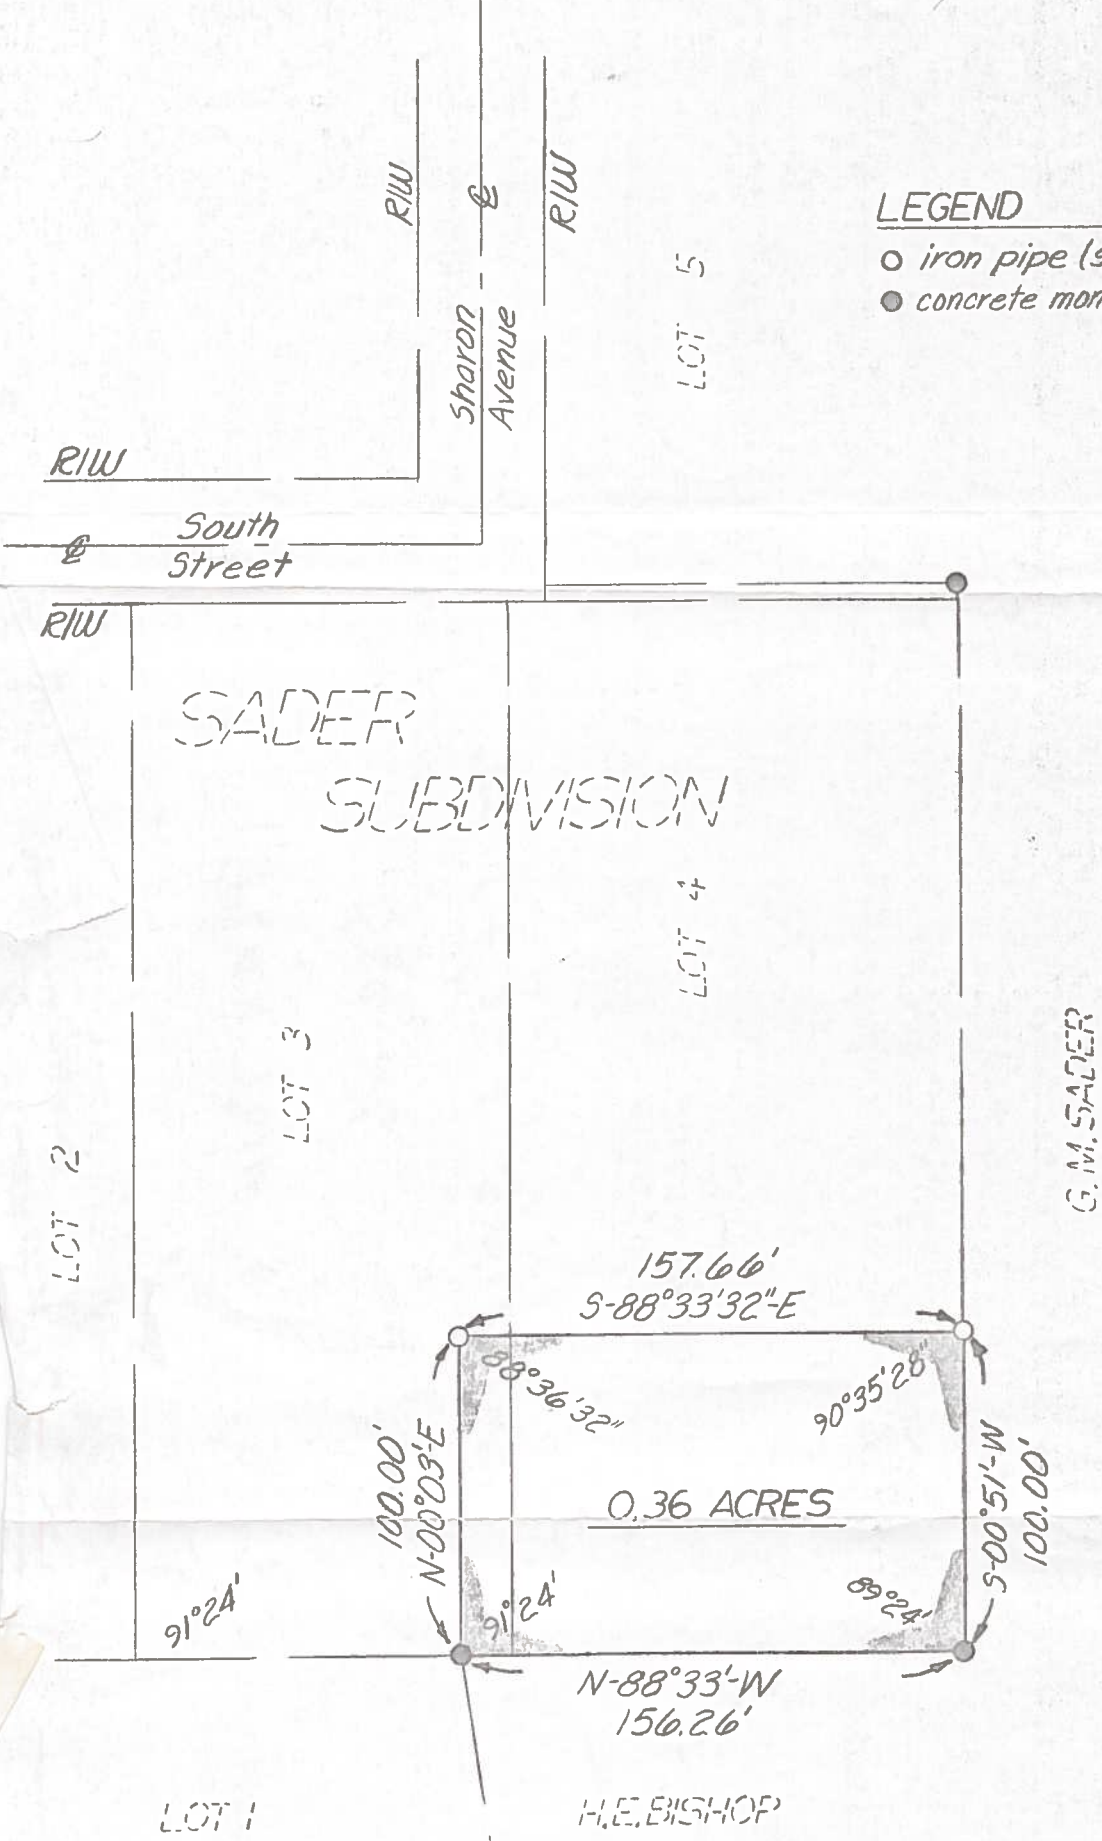 R/W
℄
R/W
LEGEND
iron pipe (s
concrete mon
LOT 5
Sharon
Avenue
R/W
South
℄
Street
R/W
SADER
SUBDIVISION
LOT 4
LOT 3
LOT 2
G.M.SADER
157.66'
S-88°33'32"-E
88°36'32"
90°35'28"
100.00'
N-00°03'-E
0.36 ACRES
S-00°51'-W
100.00'
91°24'
91°24'
89°24'
N-88°33'-W
156.26'
LOT 1
H.E.BISHOP